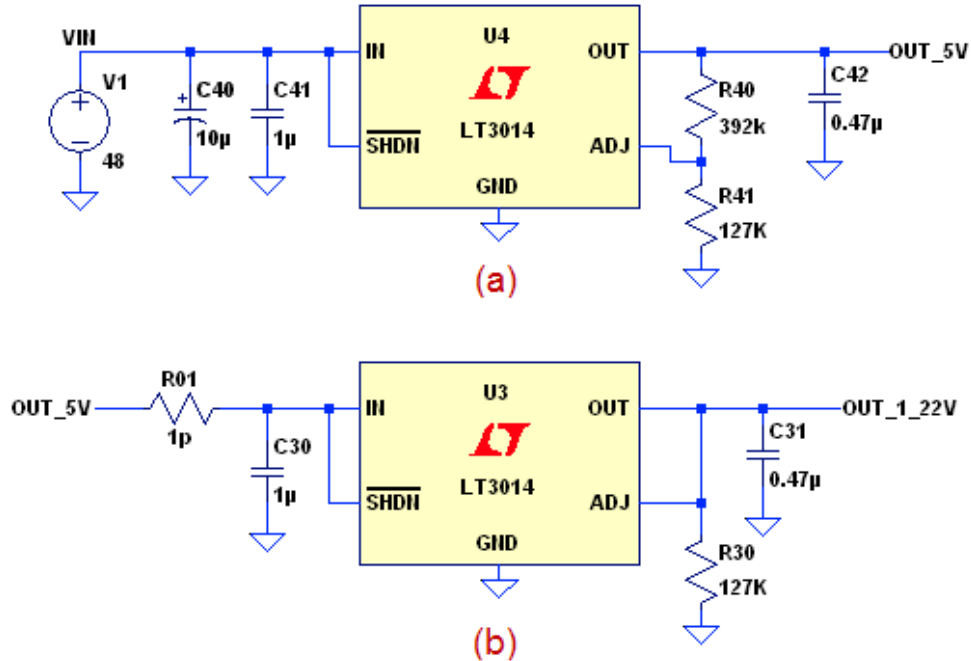 VIN
V1
+
48
+
C40
10µ
C41
1µ
IN
U4
OUT
LT3014
SHDN
ADJ
GND
R40
392k
R41
127K
C42
0.47µ
OUT_5V
(a)
OUT_5V
R01
1p
C30
1µ
IN
U3
OUT
LT3014
SHDN
ADJ
GND
R30
127K
C31
0.47µ
OUT_1_22V
(b)